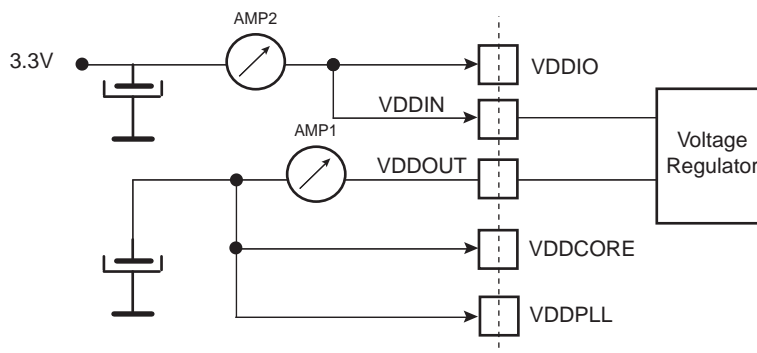 AMP2
3.3V
VDDIO
VDDIN
AMP1
Voltage
Regulator
VDDOUT
VDDCORE
VDDPLL